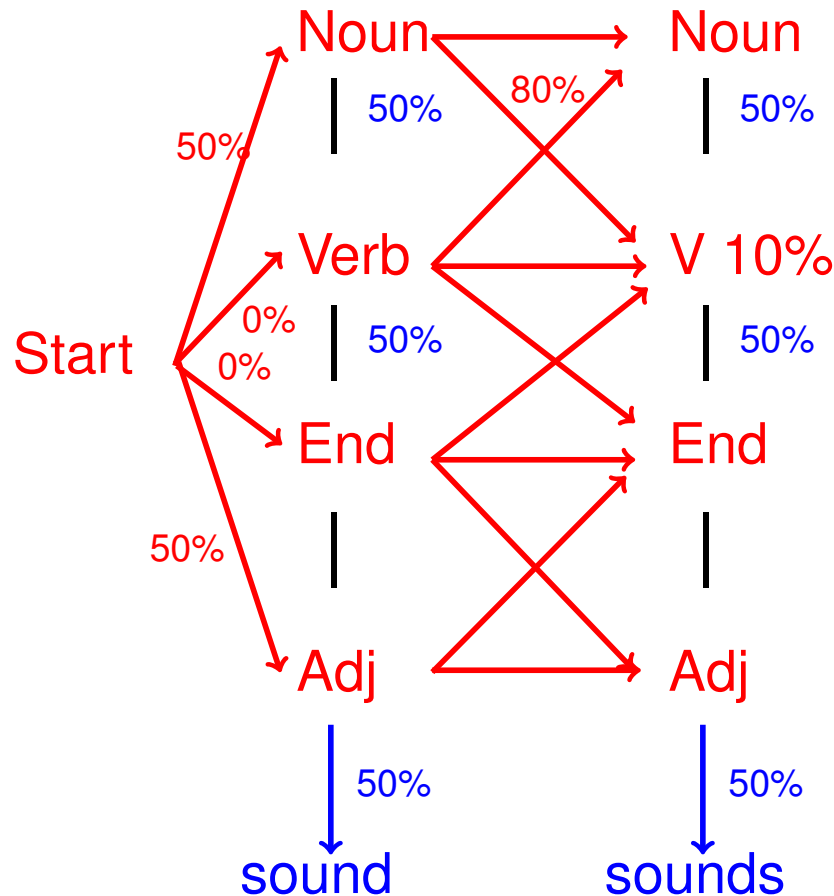 Noun Noun
50% 80% 50%
50%
Verb V 10%
0%
50% 50%
Start 0%
End End
50%
Adj Adj
50% 50%
sound sounds